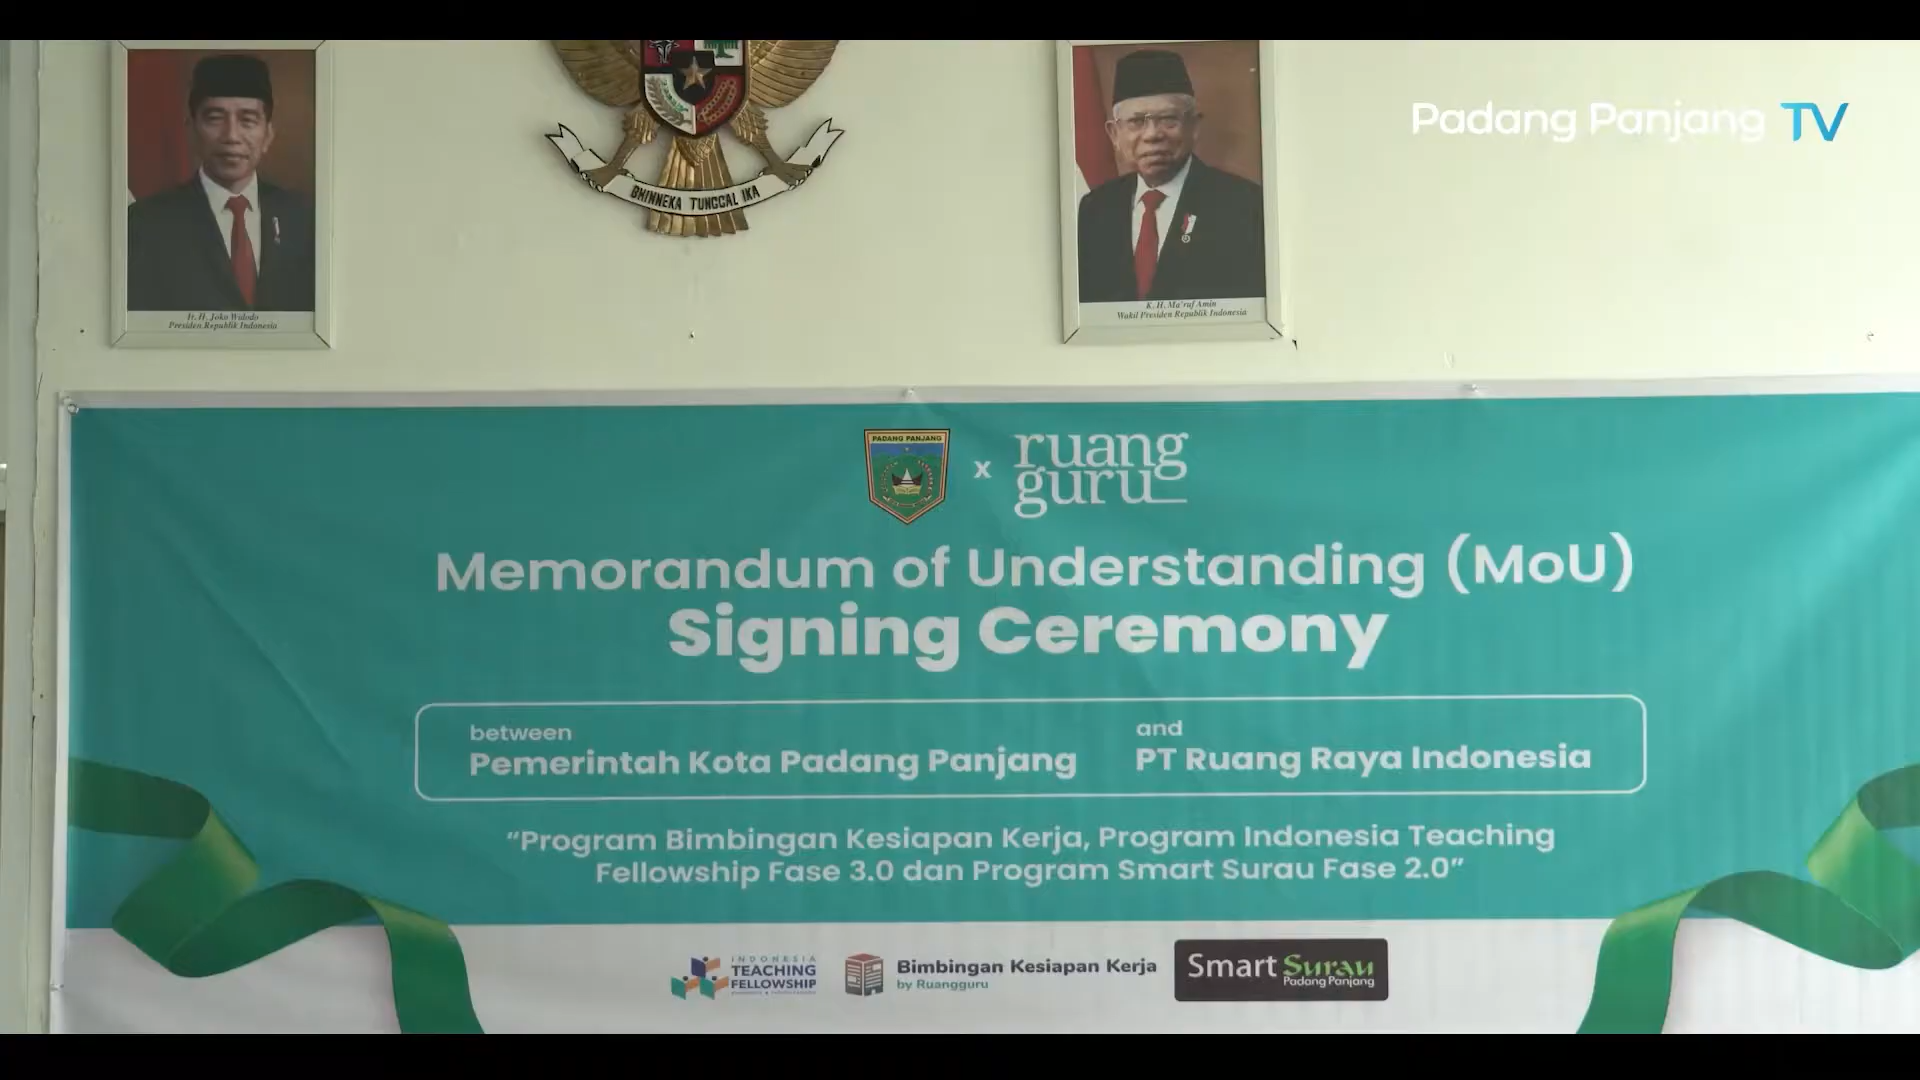 Padang Panjang TV
Ir. H. Joko Widodo
Presiden Republik Indonesia
BHINNEKA TUNGGAL IKA
K. H. Ma'ruf Amin
Wakil Presiden Republik Indonesia
PADANG PANJANG
x
ruang
guru
Memorandum of Understanding (MoU)
Signing Ceremony
between
Pemerintah Kota Padang Panjang
and
PT Ruang Raya Indonesia
“Program Bimbingan Kesiapan Kerja, Program Indonesia Teaching
Fellowship Fase 3.0 dan Program Smart Surau Fase 2.0”
INDONESIA
TEACHING
FELLOWSHIP
Bimbingan Kesiapan Kerja
by Ruangguru
Smart Surau
Padang Panjang